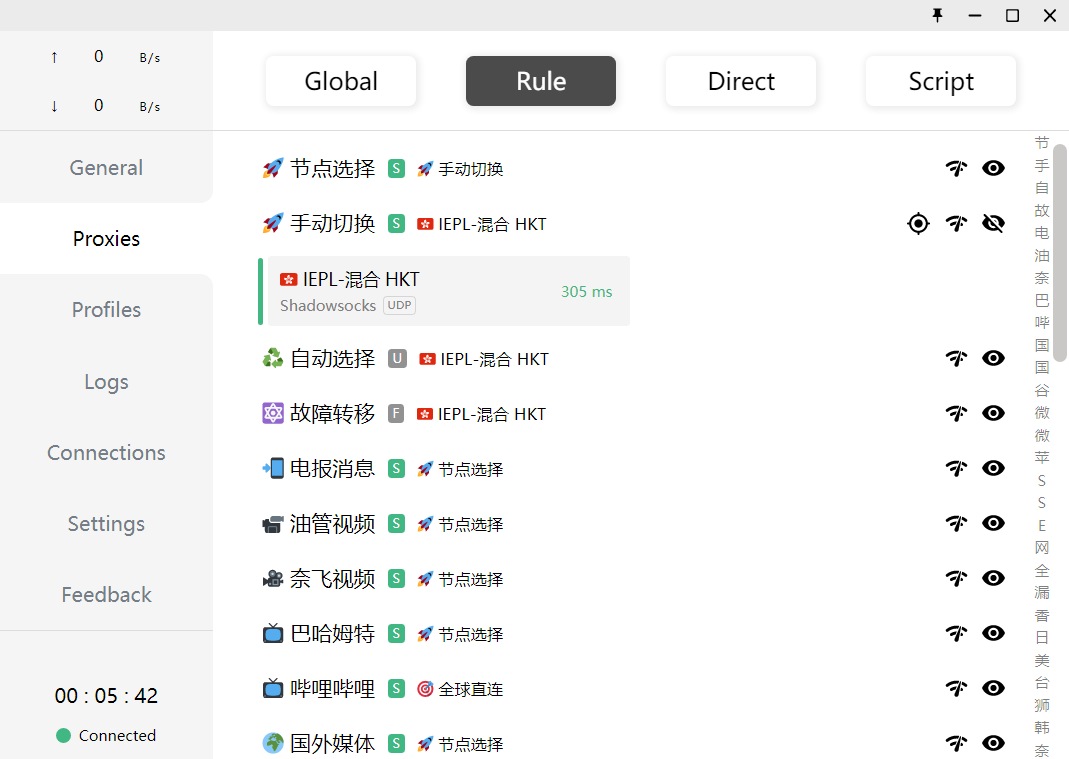 ↑ 0 B/s
↓ 0 B/s
General
Proxies
Profiles
Logs
Connections
Settings
Feedback
00 : 05 : 42
Connected
Global Rule Direct Script
节点选择 S 手动切换
手动切换 S IEPL-混合 HKT
IEPL-混合 HKT
Shadowsocks UDP
305 ms
自动选择 U IEPL-混合 HKT
故障转移 F IEPL-混合 HKT
电报消息 S 节点选择
油管视频 S 节点选择
奈飞视频 S 节点选择
巴哈姆特 S 节点选择
哔哩哔哩 S 全球直连
国外媒体 S 节点选择
节
手
自
故
电
油
奈
巴
哔
国
国
谷
微
微
苹
S
S
E
网
全
漏
香
日
美
台
狮
韩
奈